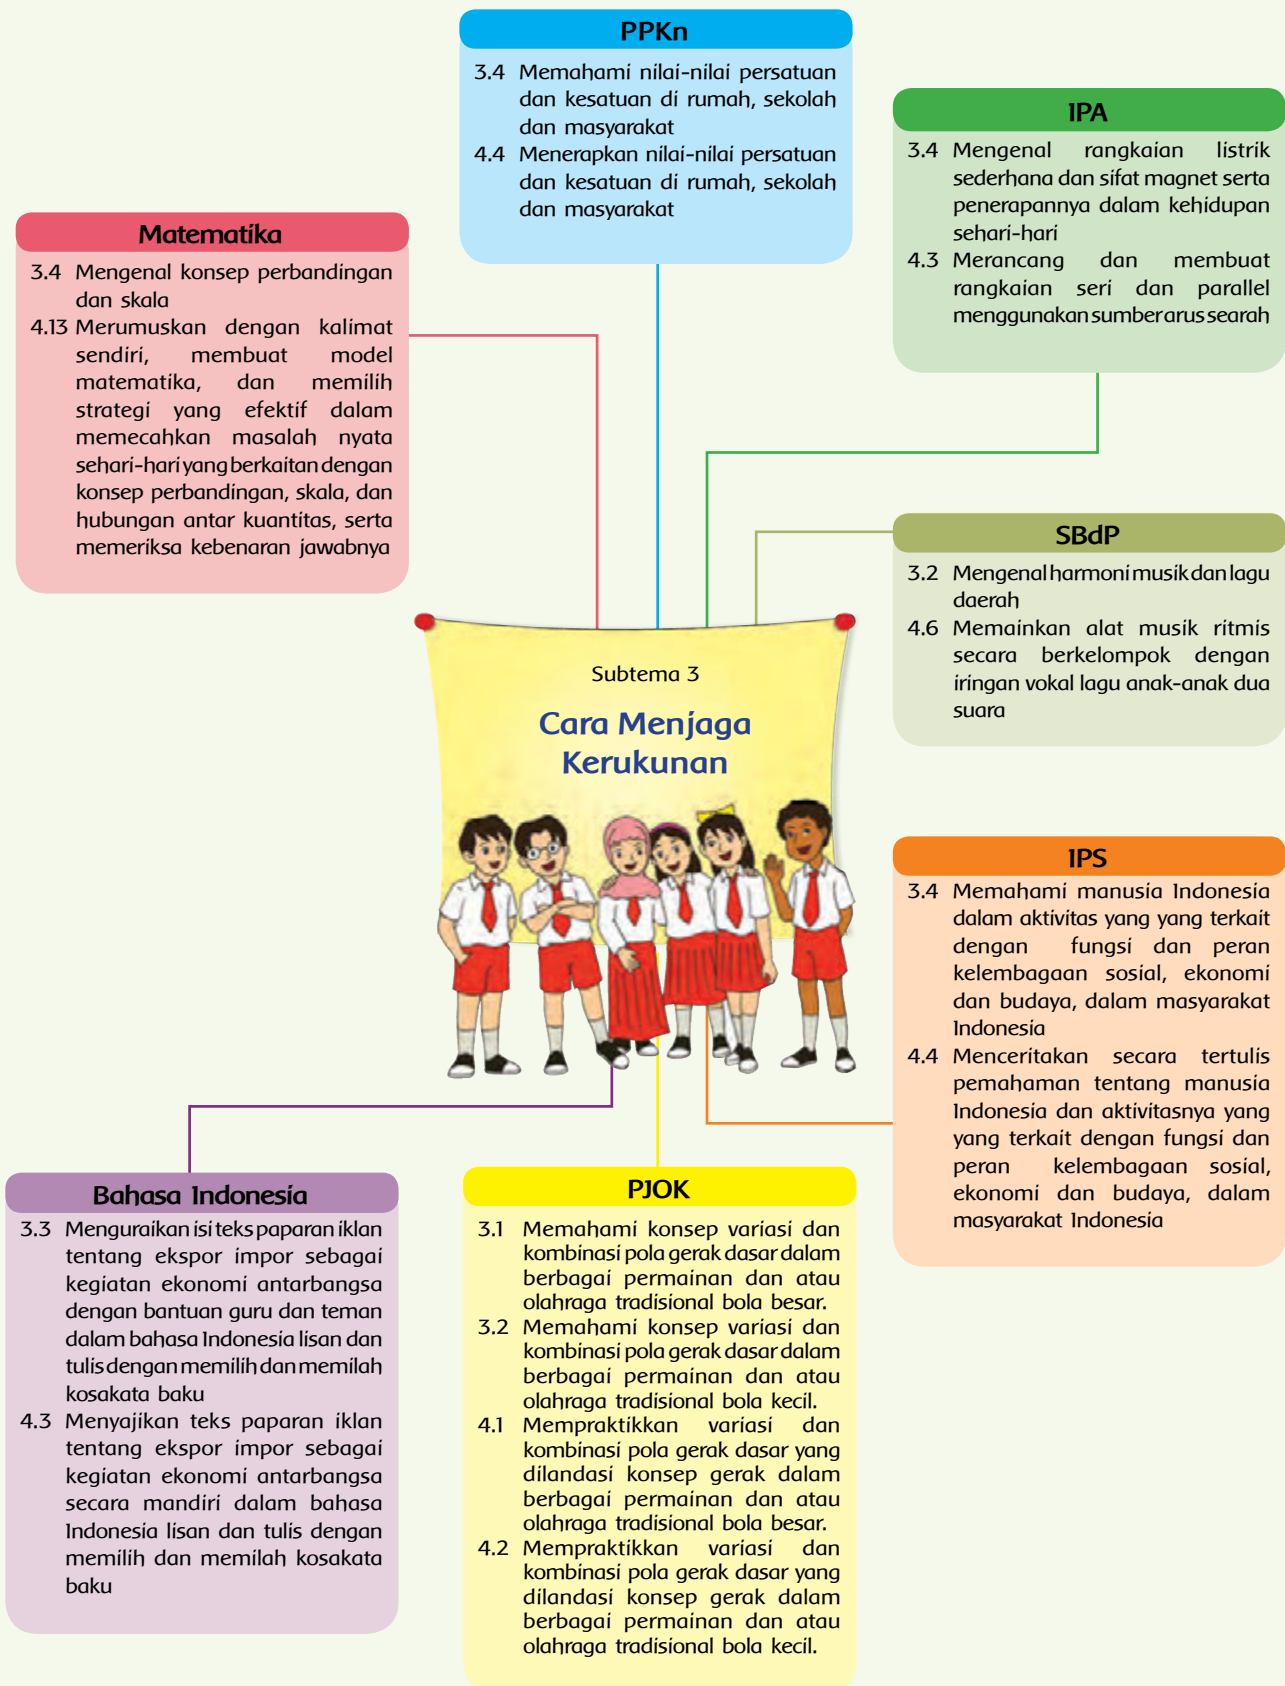 PPKn
3.4 Memahami nilai-nilai persatuan
dan kesatuan di rumah, sekolah
dan masyarakat
4.4 Menerapkan nilai-nilai persatuan
dan kesatuan di rumah, sekolah
dan masyarakat
IPA
3.4 Mengenal rangkaian listrik
sederhana dan sifat magnet serta
penerapannya dalam kehidupan
sehari-hari
4.3 Merancang dan membuat
rangkaian seri dan parallel
menggunakan sumber arus searah
Matematika
3.4 Mengenal konsep perbandingan
dan skala
4.13 Merumuskan dengan kalimat
sendiri, membuat model
matematika, dan memilih
strategi yang efektif dalam
memecahkan masalah nyata
sehari-hari yang berkaitan dengan
konsep perbandingan, skala, dan
hubungan antar kuantitas, serta
memeriksa kebenaran jawabnya
SBdP
3.2 Mengenal harmoni musik dan lagu
daerah
4.6 Memainkan alat musik ritmis
secara berkelompok dengan
iringan vokal lagu anak-anak dua
suara
Subtema 3
Cara Menjaga
Kerukunan
IPS
3.4 Memahami manusia Indonesia
dalam aktivitas yang yang terkait
dengan fungsi dan peran
kelembagaan sosial, ekonomi
dan budaya, dalam masyarakat
Indonesia
4.4 Menceritakan secara tertulis
pemahaman tentang manusia
Indonesia dan aktivitasnya yang
yang terkait dengan fungsi dan
peran kelembagaan sosial,
ekonomi dan budaya, dalam
masyarakat Indonesia
Bahasa Indonesia
3.3 Menguraikan isi teks paparan iklan
tentang ekspor impor sebagai
kegiatan ekonomi antarbangsa
dengan bantuan guru dan teman
dalam bahasa Indonesia lisan dan
tulis dengan memilih dan memilah
kosakata baku
4.3 Menyajikan teks paparan iklan
tentang ekspor impor sebagai
kegiatan ekonomi antarbangsa
secara mandiri dalam bahasa
Indonesia lisan dan tulis dengan
memilih dan memilah kosakata
baku
PJOK
3.1 Memahami konsep variasi dan
kombinasi pola gerak dasar dalam
berbagai permainan dan atau
olahraga tradisional bola besar.
3.2 Memahami konsep variasi dan
kombinasi pola gerak dasar dalam
berbagai permainan dan atau
olahraga tradisional bola kecil.
4.1 Mempraktikkan variasi dan
kombinasi pola gerak dasar yang
dilandasi konsep gerak dalam
berbagai permainan dan atau
olahraga tradisional bola besar.
4.2 Mempraktikkan variasi dan
kombinasi pola gerak dasar yang
dilandasi konsep gerak dalam
berbagai permainan dan atau
olahraga tradisional bola kecil.